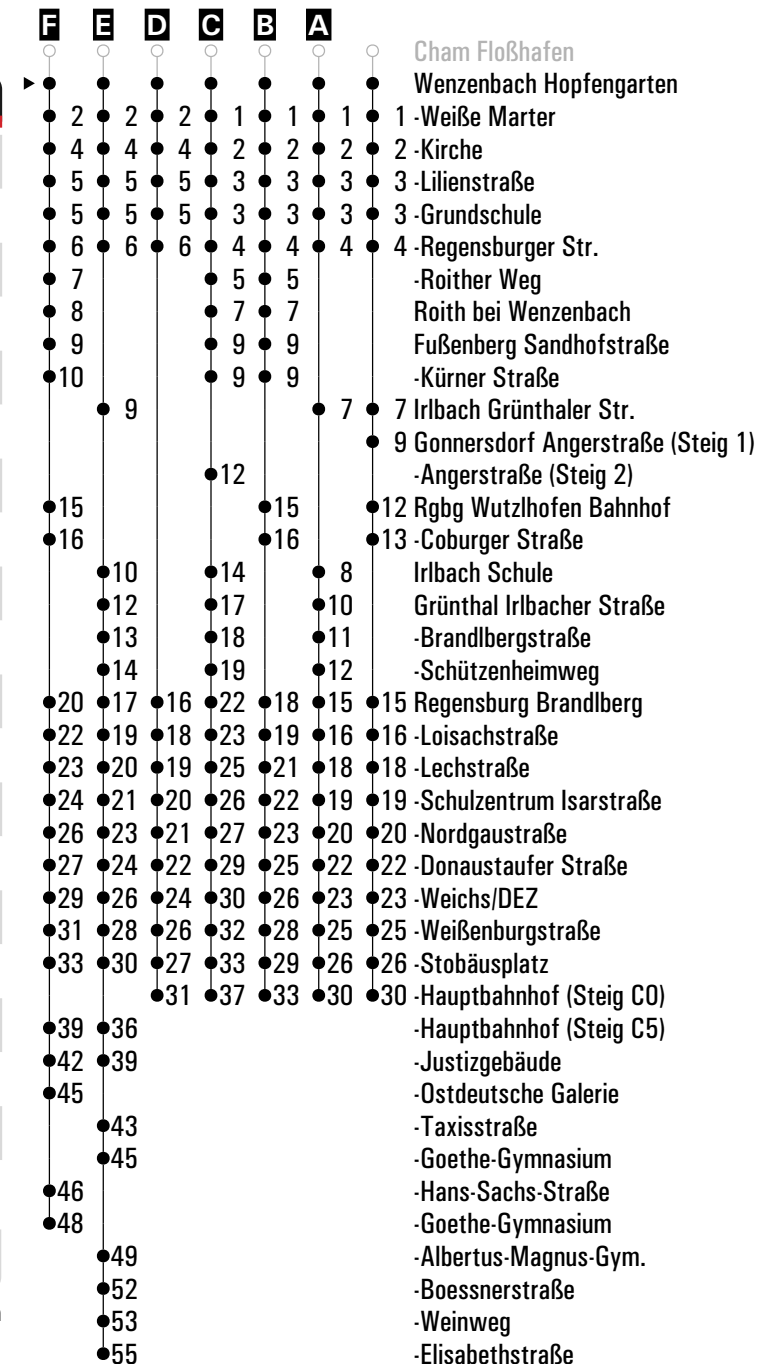 F E D C B A
Cham Floßhafen
Wenzenbach Hopfengarten
2 2 2 1 1 1 1 -Weiße Marter
4 4 4 2 2 2 2 -Kirche
5 5 5 3 3 3 3 -Lilienstraße
5 5 5 3 3 3 3 -Grundschule
6 6 6 4 4 4 4 -Regensburger Str.
7 5 5 -Roither Weg
8 7 7 Roith bei Wenzenbach
9 9 9 Fußenberg Sandhofstraße
10 9 9 -Kürner Straße
9 7 7 Irlbach Grünthaler Str.
9 Gonnersdorf Angerstraße (Steig 1)
12 -Angerstraße (Steig 2)
15 15 12 Rgbg Wutzlhofen Bahnhof
16 16 13 -Coburger Straße
10 14 8 Irlbach Schule
12 17 10 Grünthal Irlbacher Straße
13 18 11 -Brandlbergstraße
14 19 12 -Schützenheimweg
20 17 16 22 18 15 15 Regensburg Brandlberg
22 19 18 23 19 16 16 -Loisachstraße
23 20 19 25 21 18 18 -Lechstraße
24 21 20 26 22 19 19 -Schulzentrum Isarstraße
26 23 21 27 23 20 20 -Nordgaustraße
27 24 22 29 25 22 22 -Donaustaufer Straße
29 26 24 30 26 23 23 -Weichs/DEZ
31 28 26 32 28 25 25 -Weißenburgstraße
33 30 27 33 29 26 26 -Stobäusplatz
31 37 33 30 30 -Hauptbahnhof (Steig C0)
39 36 -Hauptbahnhof (Steig C5)
42 39 -Justizgebäude
45 -Ostdeutsche Galerie
43 -Taxisstraße
45 -Goethe-Gymnasium
46 -Hans-Sachs-Straße
48 -Goethe-Gymnasium
49 -Albertus-Magnus-Gym.
52 -Boessnerstraße
53 -Weinweg
55 -Elisabethstraße